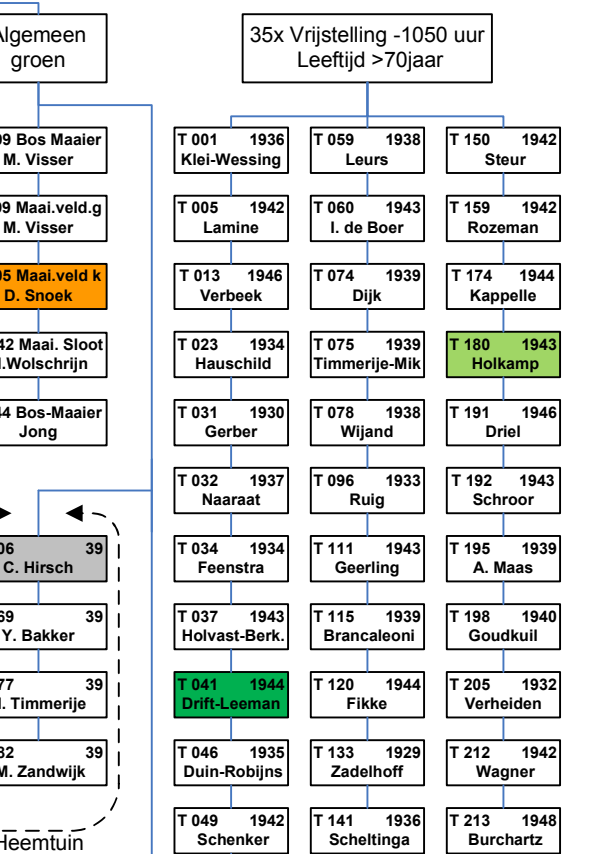 Algemeen
groen
09 Bos Maaier
M. Visser
09 Maai.veld.g
M. Visser
05 Maai.veld k
D. Snoek
42 Maai. Sloot
.Wolschrijn
44 Bos-Maaier
Jong
06 39
C. Hirsch
69 39
Y. Bakker
77 39
. Timmerije
32 39
M. Zandwijk
Heemtuin
35x Vrijstelling -1050 uur
Leeftijd >70jaar
T 001 1936
Klei-Wessing
T 005 1942
Lamine
T 013 1946
Verbeek
T 023 1934
Hauschild
T 031 1930
Gerber
T 032 1937
Naaraat
T 034 1934
Feenstra
T 037 1943
Holvast-Berk.
T 041 1944
Drift-Leeman
T 046 1935
Duin-Robijns
T 049 1942
Schenker
T 059 1938
Leurs
T 060 1943
I. de Boer
T 074 1939
Dijk
T 075 1939
Timmerije-Mik
T 078 1938
Wijand
T 096 1933
Ruig
T 111 1943
Geerling
T 115 1939
Brancaleoni
T 120 1944
Fikke
T 133 1929
Zadelhoff
T 141 1936
Scheltinga
T 150 1942
Steur
T 159 1942
Rozeman
T 174 1944
Kappelle
T 180 1943
Holkamp
T 191 1946
Driel
T 192 1943
Schroor
T 195 1939
A. Maas
T 198 1940
Goudkuil
T 205 1932
Verheiden
T 212 1942
Wagner
T 213 1948
Burchartz